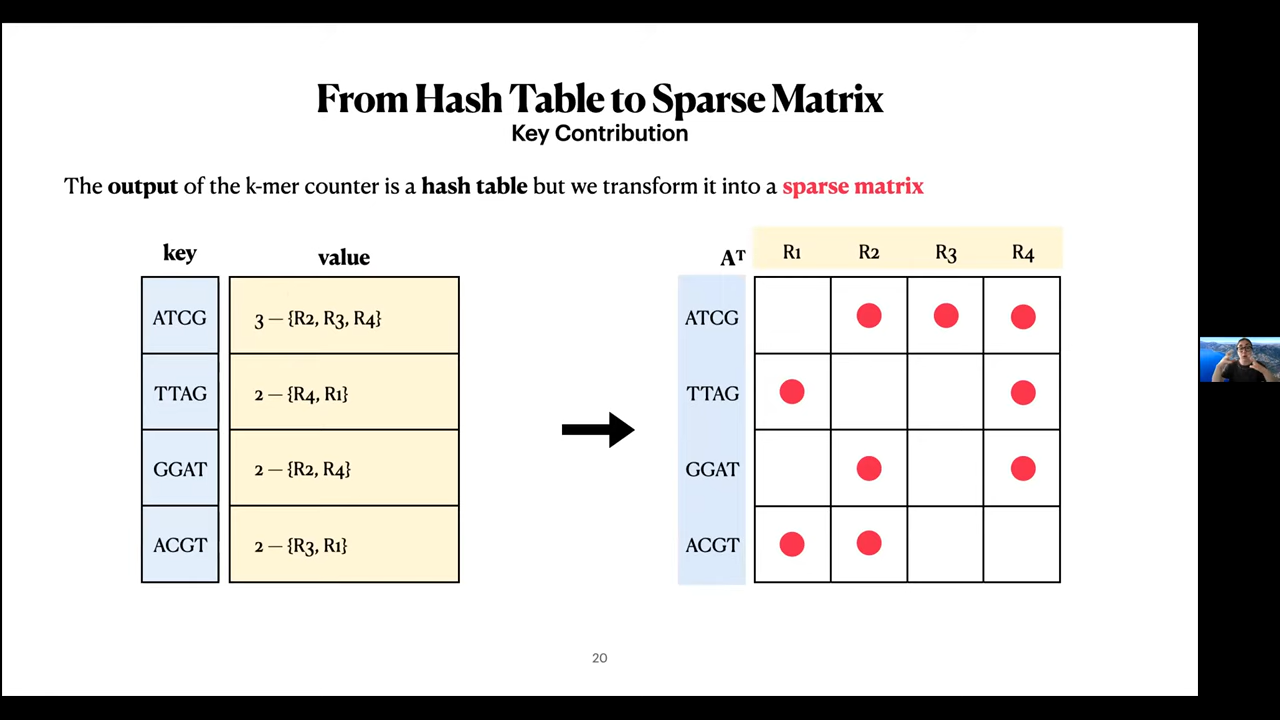 From Hash Table to Sparse Matrix
Key Contribution
The output of the k-mer counter is a hash table but we transform it into a sparse matrix
key value
ATCG 3 — {R2, R3, R4}
TTAG 2 — {R4, R1}
GGAT 2 — {R2, R4}
ACGT 2 — {R3, R1}
Aᵀ R1 R2 R3 R4
ATCG
TTAG
GGAT
ACGT
20